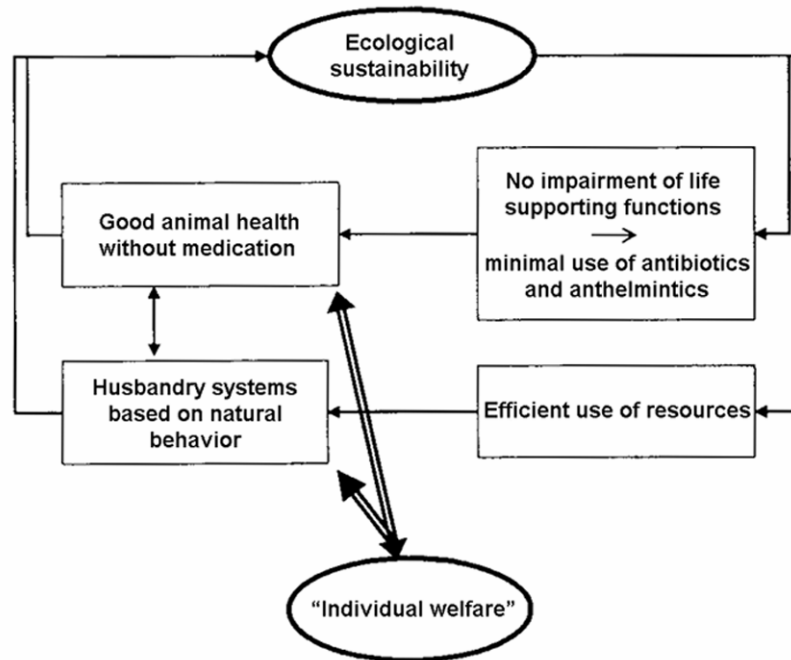 Ecological
sustainability
Good animal health
without medication
No impairment of life
supporting functions
→
minimal use of antibiotics
and anthelmintics
Husbandry systems
based on natural
behavior
Efficient use of resources
“Individual welfare”